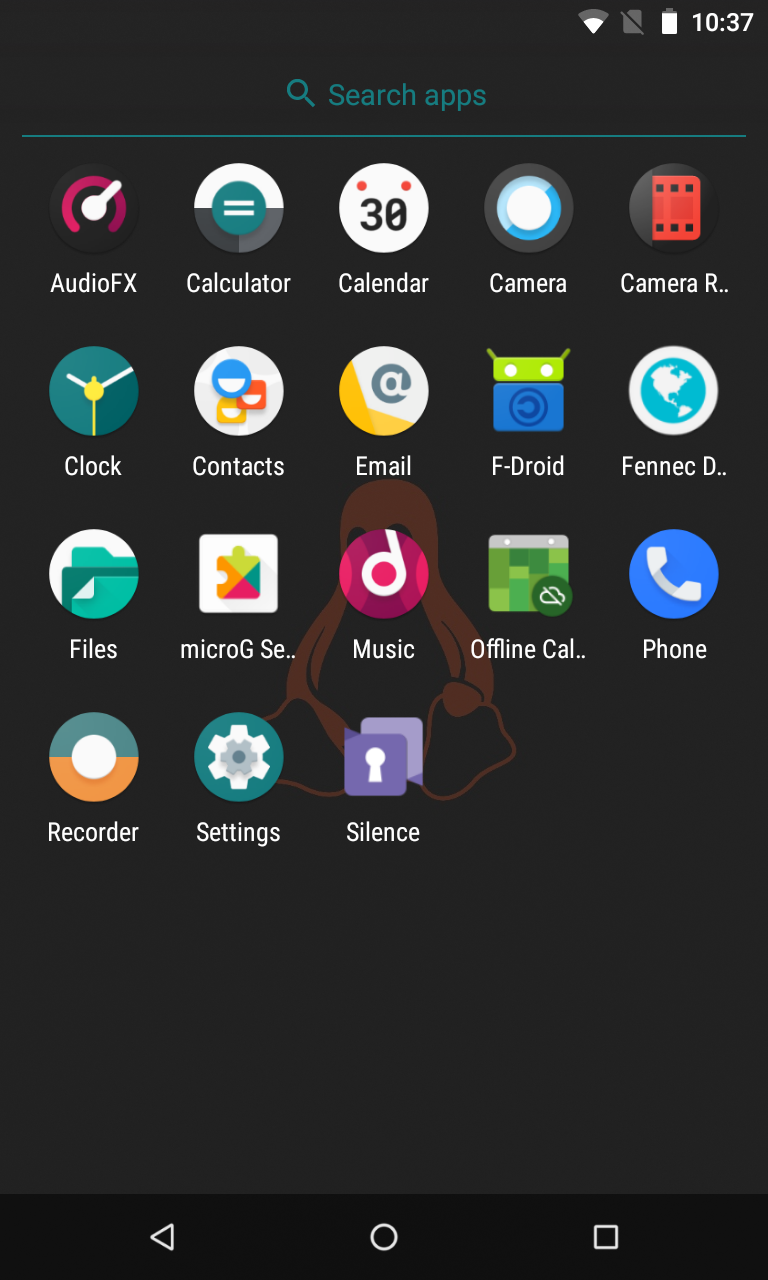 10:37
Search apps
30
AudioFX Calculator Calendar Camera Camera R..
@
Clock Contacts Email F-Droid Fennec D..
Files microG Se.. Music Offline Cal.. Phone
Recorder Settings Silence